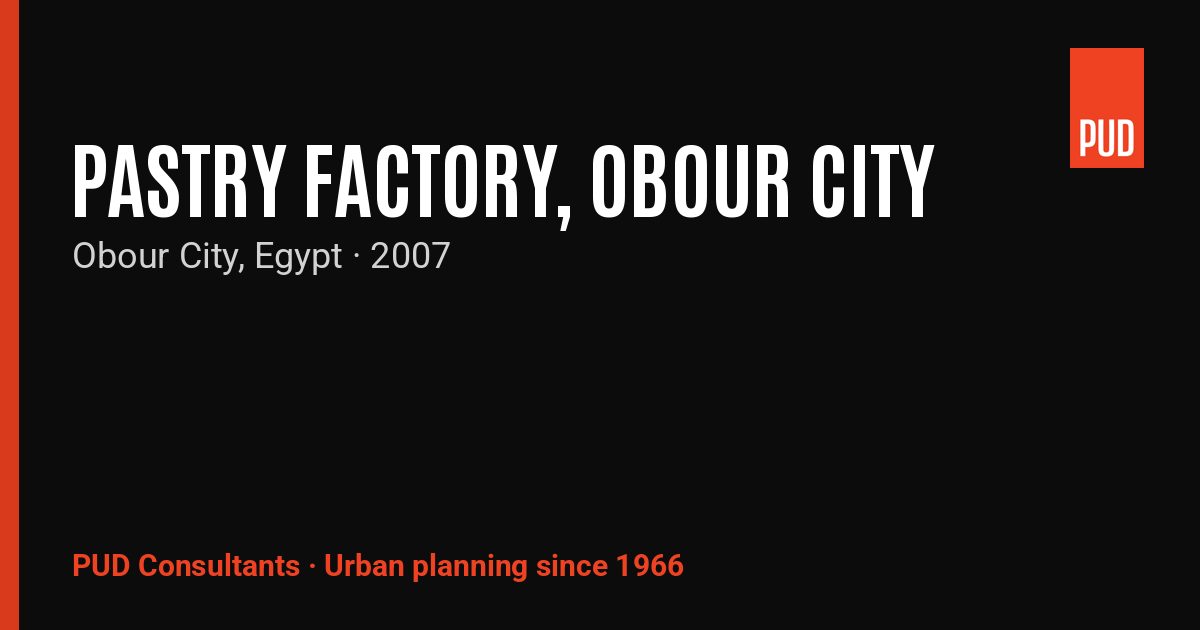 PUD
PASTRY FACTORY, OBOUR CITY
Obour City, Egypt · 2007
PUD Consultants · Urban planning since 1966